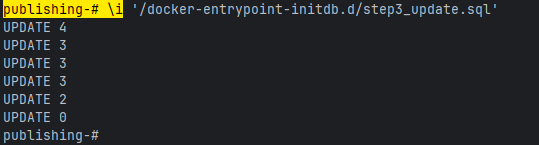 publishing-# \i '/docker-entrypoint-initdb.d/step3_update.sql'
UPDATE 4
UPDATE 3
UPDATE 3
UPDATE 3
UPDATE 2
UPDATE 0
publishing-#